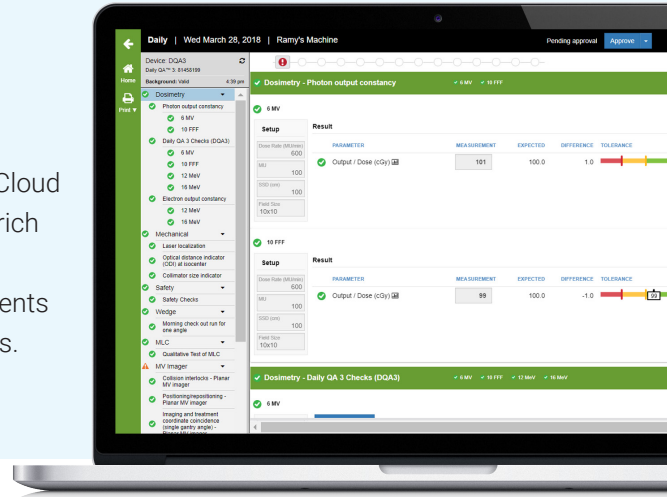 Cloud
rich
ents
s.
Daily | Wed March 28, 2018 | Ramy's Machine
Pending approval Approve
Home
Print
Device: DQA3
Daily QA™ 3: 81458109
Background: Valid 4:39 pm
Dosimetry
Photon output constancy
6 MV
10 FFF
Daily QA 3 Checks (DQA3)
6 MV
10 FFF
12 MeV
16 MeV
Electron output constancy
12 MeV
16 MeV
Mechanical
Laser localization
Optical distance indicator
(ODI) at isocenter
Collimator size indicator
Safety
Safety Checks
Wedge
Morning check out run for
one angle
MLC
Qualitative Test of MLC
MV Imager
Collision interlocks - Planar
MV imager
Positioning/repositioning -
Planar MV imager
Imaging and treatment
coordinate coincidence
(single gantry angle) -
Planar MV imager
Dosimetry - Photon output constancy 6 MV 10 FFF
6 MV
Setup
Dose Rate (MU/min)
600
MU
100
SSD (cm)
100
Field Size
10x10
Result
PARAMETER MEASUREMENT EXPECTED DIFFERENCE TOLERANCE
Output / Dose (cGy) 101 100.0 1.0
10 FFF
Setup
Dose Rate (MU/min)
600
MU
100
SSD (cm)
100
Field Size
10x10
Result
PARAMETER MEASUREMENT EXPECTED DIFFERENCE TOLERANCE
Output / Dose (cGy) 99 100.0 -1.0 99
Dosimetry - Daily QA 3 Checks (DQA3) 6 MV 10 FFF 12 MeV 16 MeV
6 MV